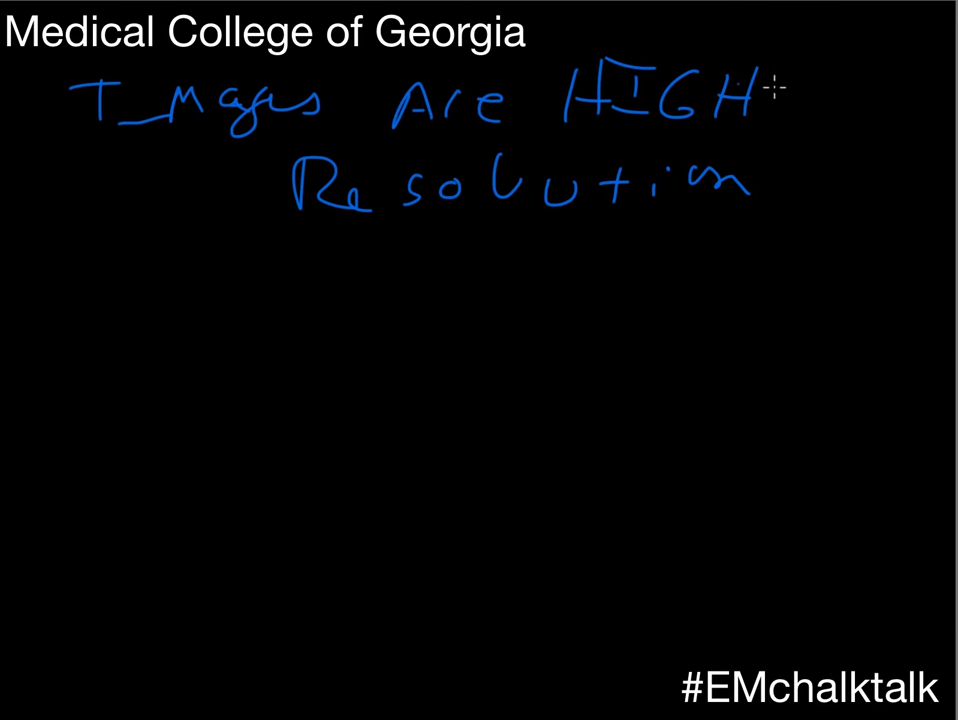 Medical College of Georgia
Images Are HIGH
Resolution
#EMchalktalk